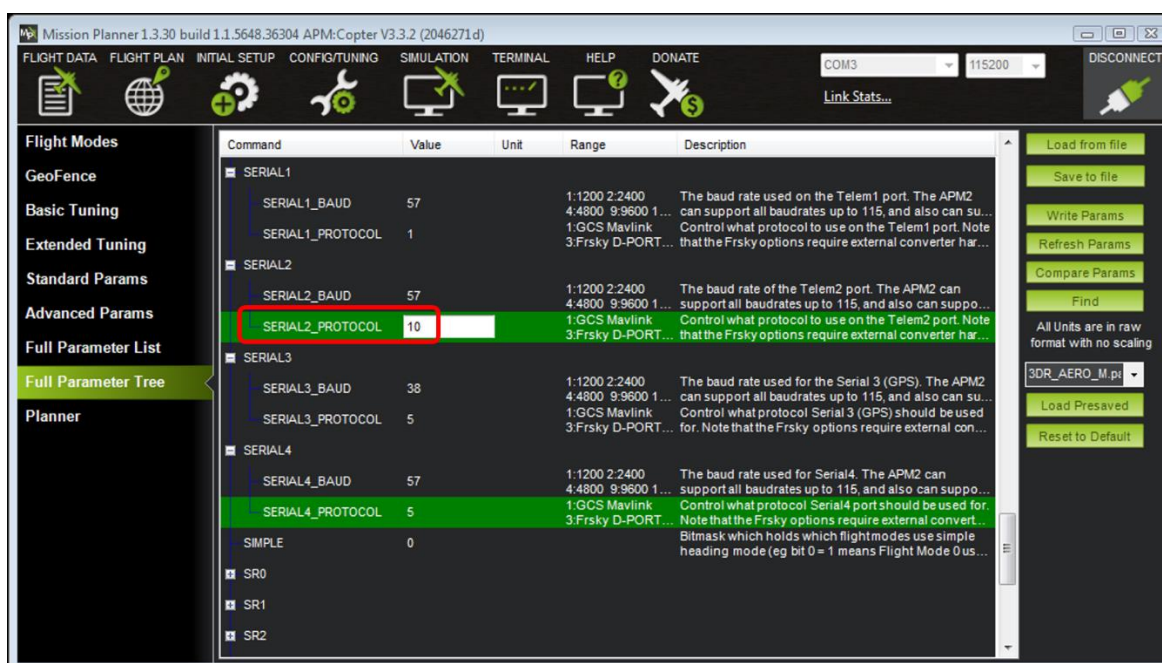 Mission Planner 1.3.30 build 1.1.5648.36304 APM:Copter V3.3.2 (2046271d)
FLIGHT DATA FLIGHT PLAN INITIAL SETUP CONFIG/TUNING SIMULATION TERMINAL HELP DONATE
COM3 115200 DISCONNECT
Link Stats...
Flight Modes
GeoFence
Basic Tuning
Extended Tuning
Standard Params
Advanced Params
Full Parameter List
Full Parameter Tree
Planner
Command Value Unit Range Description
SERIAL1
SERIAL1_BAUD 57 1:1200 2:2400 The baud rate used on the Telem1 port. The APM2
4:4800 9:9600 1... can support all baudrates up to 115, and also can su...
SERIAL1_PROTOCOL 1 1:GCS Mavlink Control what protocol to use on the Telem1 port. Note
3:Frsky D-PORT... that the Frsky options require external converter har...
SERIAL2
SERIAL2_BAUD 57 1:1200 2:2400 The baud rate of the Telem2 port. The APM2 can
4:4800 9:9600 1... support all baudrates up to 115, and also can suppo...
SERIAL2_PROTOCOL 10 1:GCS Mavlink Control what protocol to use on the Telem2 port. Note
3:Frsky D-PORT... that the Frsky options require external converter har...
SERIAL3
SERIAL3_BAUD 38 1:1200 2:2400 The baud rate used for the Serial 3 (GPS). The APM2
4:4800 9:9600 1... can support all baudrates up to 115, and also can su...
SERIAL3_PROTOCOL 5 1:GCS Mavlink Control what protocol Serial 3 (GPS) should be used
3:Frsky D-PORT... for. Note that the Frsky options require external con...
SERIAL4
SERIAL4_BAUD 57 1:1200 2:2400 The baud rate used for Serial4. The APM2 can
4:4800 9:9600 1... support all baudrates up to 115, and also can suppo...
SERIAL4_PROTOCOL 5 1:GCS Mavlink Control what protocol Serial4 port should be used for.
3:Frsky D-PORT... Note that the Frsky options require external convert...
SIMPLE 0 Bitmask which holds which flight modes use simple
heading mode (eg bit 0 = 1 means Flight Mode 0 us...
SR0
SR1
SR2
Load from file
Save to file
Write Params
Refresh Params
Compare Params
Find
All Units are in raw
format with no scaling
3DR_AERO_M.pa
Load Presaved
Reset to Default